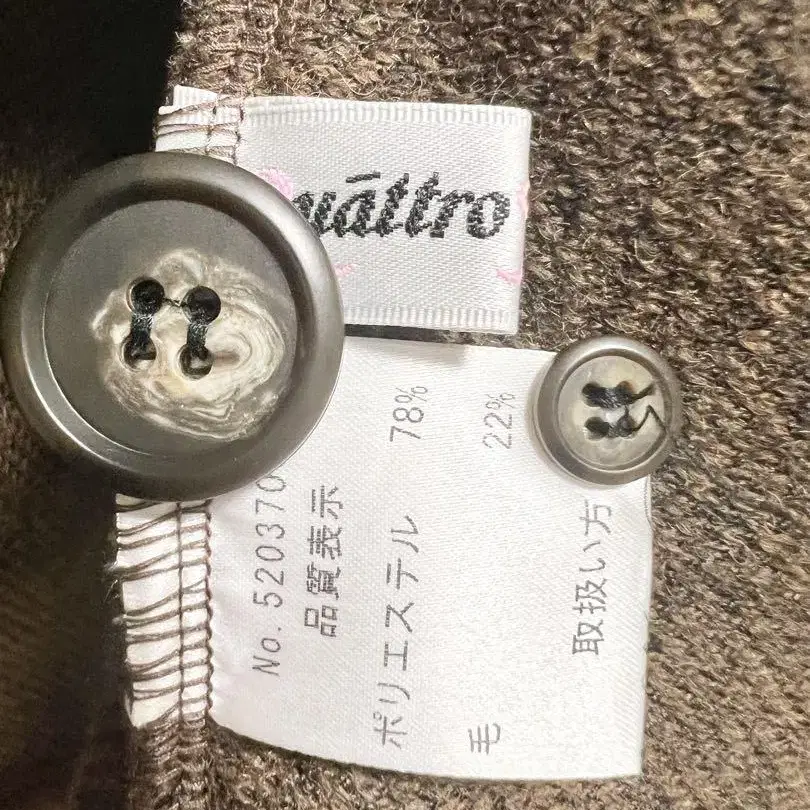 uāttro
No.520370
品質表示
ポリエステル 78%
毛 22%
取扱い方